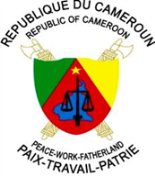 REPUBLIQUE DU CAMEROUN
REPUBLIC OF CAMEROON
PEACE-WORK-FATHERLAND
PAIX-TRAVAIL-PATRIE